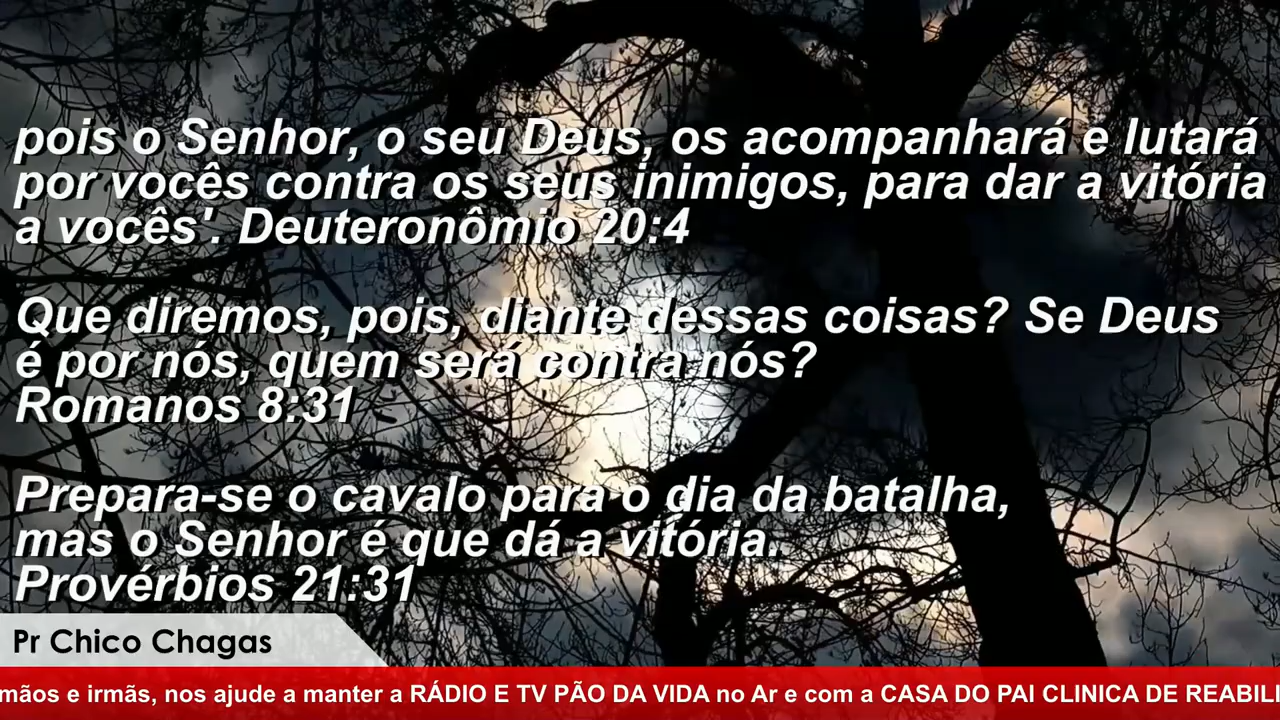 pois o Senhor, o seu Deus, os acompanhará e lutará
por vocês contra os seus inimigos, para dar a vitória
a vocês'. Deuteronômio 20:4
Que diremos, pois, diante dessas coisas? Se Deus
é por nós, quem será contra nós?
Romanos 8:31
Prepara-se o cavalo para o dia da batalha,
mas o Senhor é que dá a vitória.
Provérbios 21:31
Pr Chico Chagas
mãos e irmãs, nos ajude a manter a RÁDIO E TV PÃO DA VIDA no Ar e com a CASA DO PAI CLINICA DE REABILI